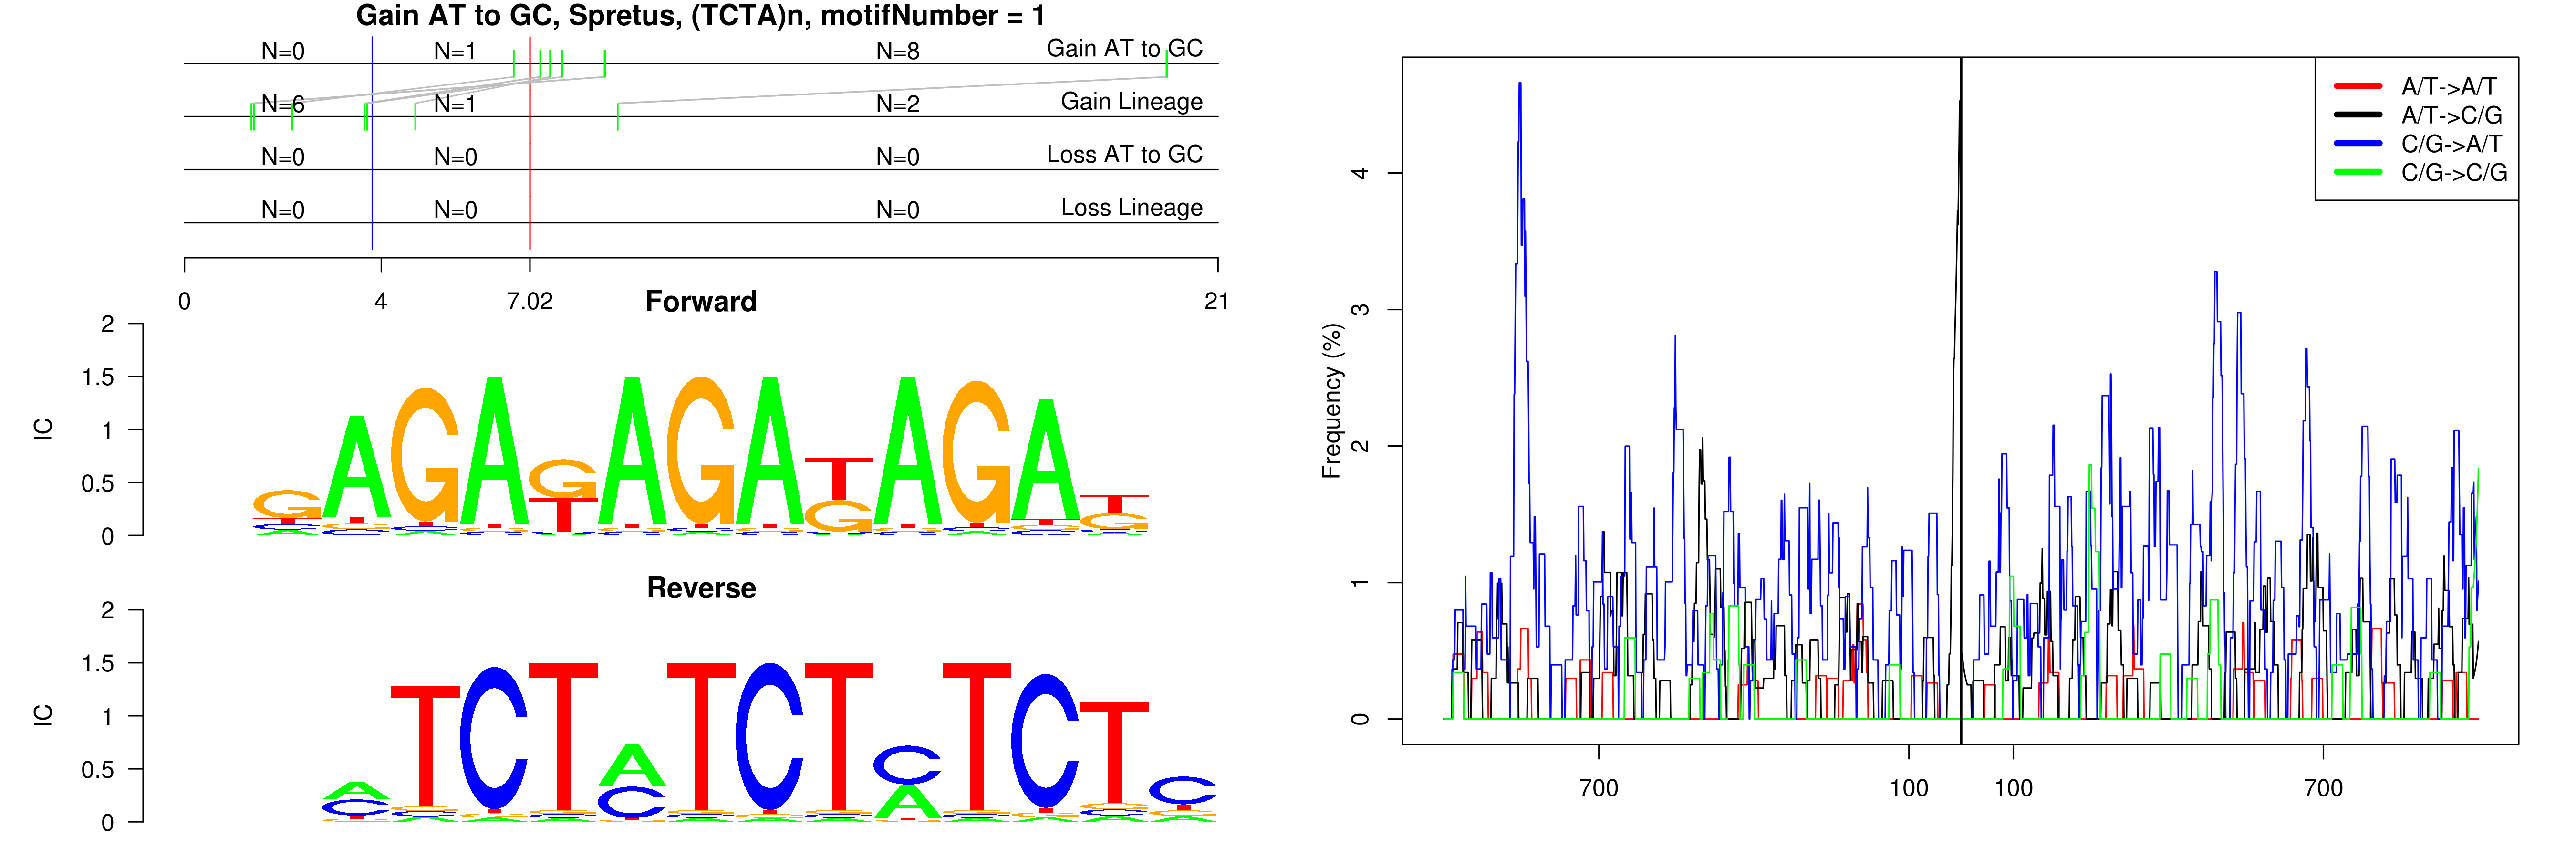 Gain AT to GC, Spretus, (TCTA)n, motifNumber = 1
N=0 N=1 N=8 Gain AT to GC
N=6 N=1 N=2 Gain Lineage
N=0 N=0 N=0 Loss AT to GC
N=0 N=0 N=0 Loss Lineage
0 4 7.02 21
Forward
2
1.5
1
0.5
0
IC
G A G A G A G A T A G A T
T G
Reverse
2
1.5
1
0.5
0
IC
A T C T A T C T C T C T C
C C A
Frequency (%)
4
3
2
1
0
700 100 100 700
A/T->A/T
A/T->C/G
C/G->A/T
C/G->C/G